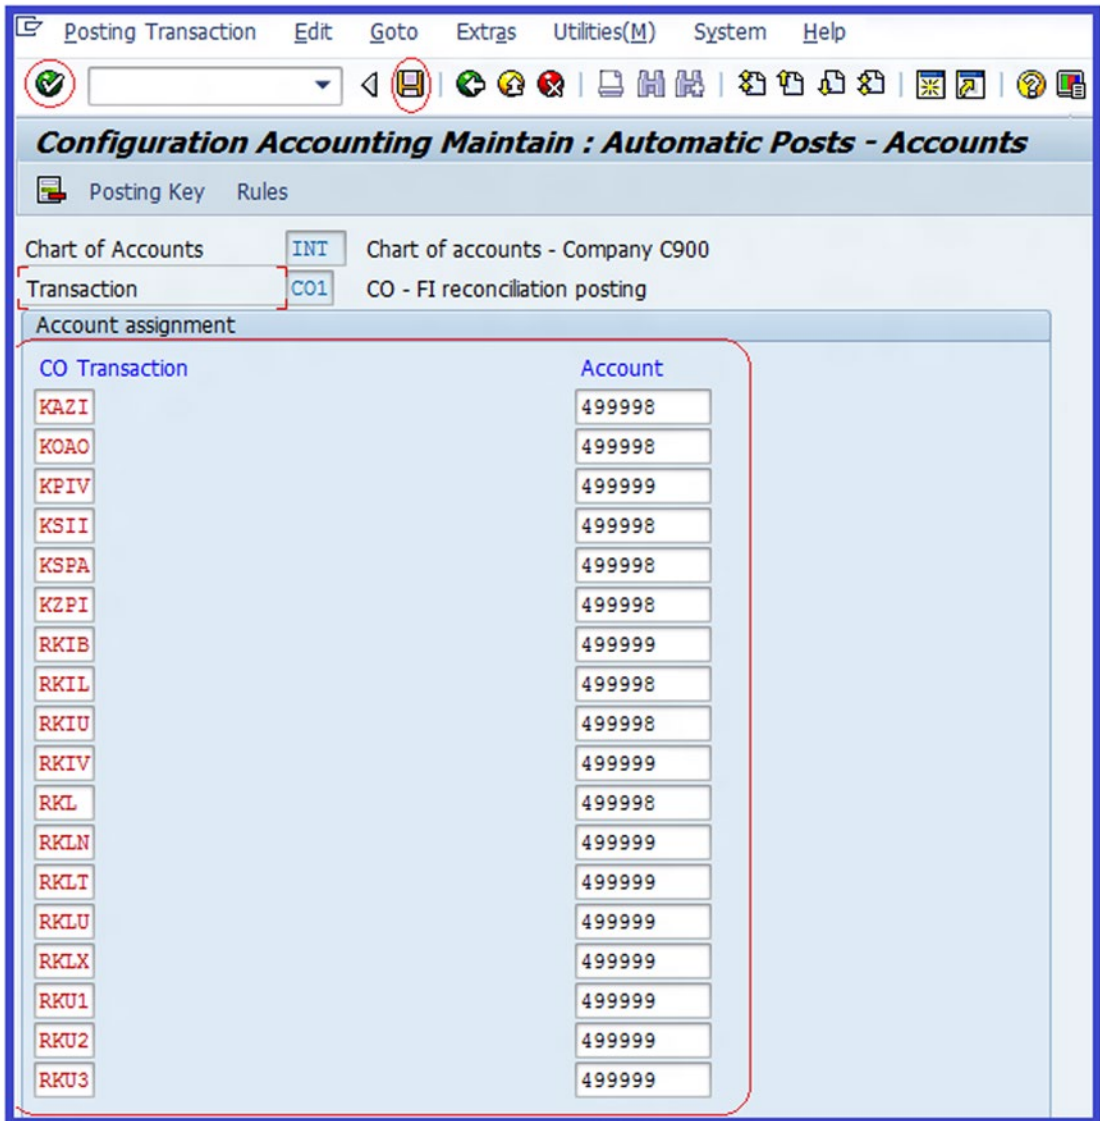 Posting Transaction Edit Goto Extras Utilities(M) System Help
Configuration Accounting Maintain : Automatic Posts - Accounts
Posting Key Rules
Chart of Accounts INT Chart of accounts - Company C900
Transaction CO1 CO - FI reconciliation posting
Account assignment
CO Transaction Account
KAZI 499998
KOAO 499998
KPIV 499999
KSII 499998
KSPA 499998
KZPI 499998
RKIB 499999
RKIL 499998
RKIU 499998
RKIV 499999
RKL 499998
RKLN 499999
RKLT 499999
RKLU 499999
RKLX 499999
RKU1 499999
RKU2 499999
RKU3 499999